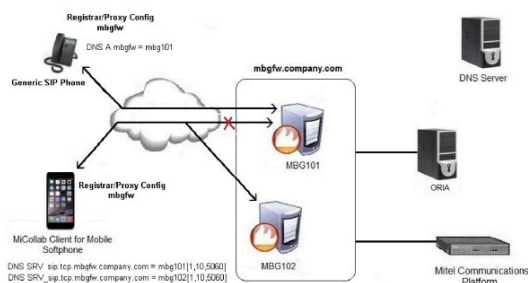 Registrar/Proxy Config
mbgfw
DNS A mbgfw = mbg101
Generic SIP Phone
mbgfw.company.com
DNS Server
MBG101
Registrar/Proxy Config
mbgfw
ORIA
MiCollab Client for Mobile
Softphone
MBG102
DNS SRV_sip.tcp.mbgfw.company.com = mbg101[1,10,5060]
DNS SRV_sip.tcp.mbgfw.company.com = mbg102[1,10,5060]
Mitel Communications
Platform